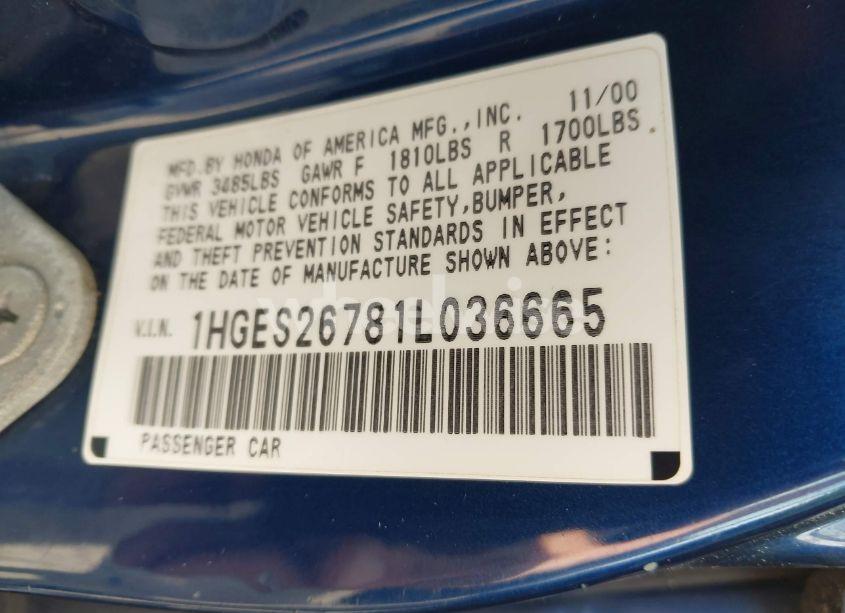 MFD.BY HONDA OF AMERICA MFG.,INC. 11/00
GVWR 3485LBS GAWR F 1810LBS R 1700LBS
THIS VEHICLE CONFORMS TO ALL APPLICABLE
FEDERAL MOTOR VEHICLE SAFETY,BUMPER,
AND THEFT PREVENTION STANDARDS IN EFFECT
ON THE DATE OF MANUFACTURE SHOWN ABOVE:
V.I.N. 1HGES26781L036665
PASSENGER CAR